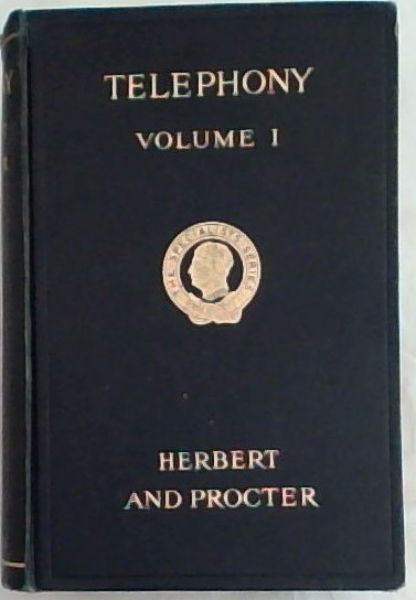 TELEPHONY
VOLUME I
THE SPECIALISTS SERIES
HERBERT
AND PROCTER